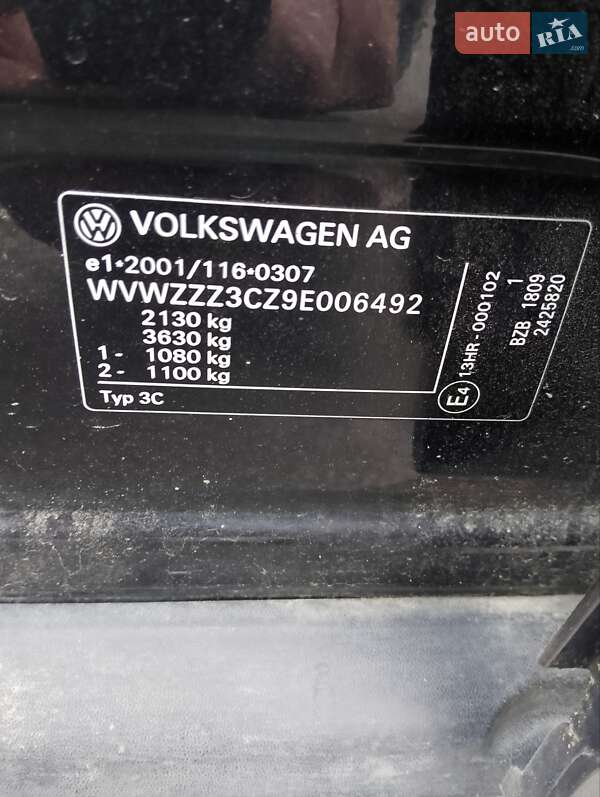 auto RIA .com
VOLKSWAGEN AG
e1*2001/116*0307
WVWZZZ3CZ9E006492
2130 kg
3630 kg
1 - 1080 kg
2 - 1100 kg
Typ 3C
E4 13HR-000102
1
BZB 1809
2425820